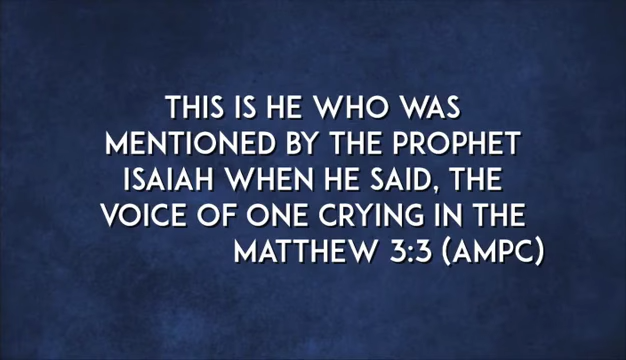 THIS IS HE WHO WAS
MENTIONED BY THE PROPHET
ISAIAH WHEN HE SAID, THE
VOICE OF ONE CRYING IN THE
MATTHEW 3:3 (AMPC)